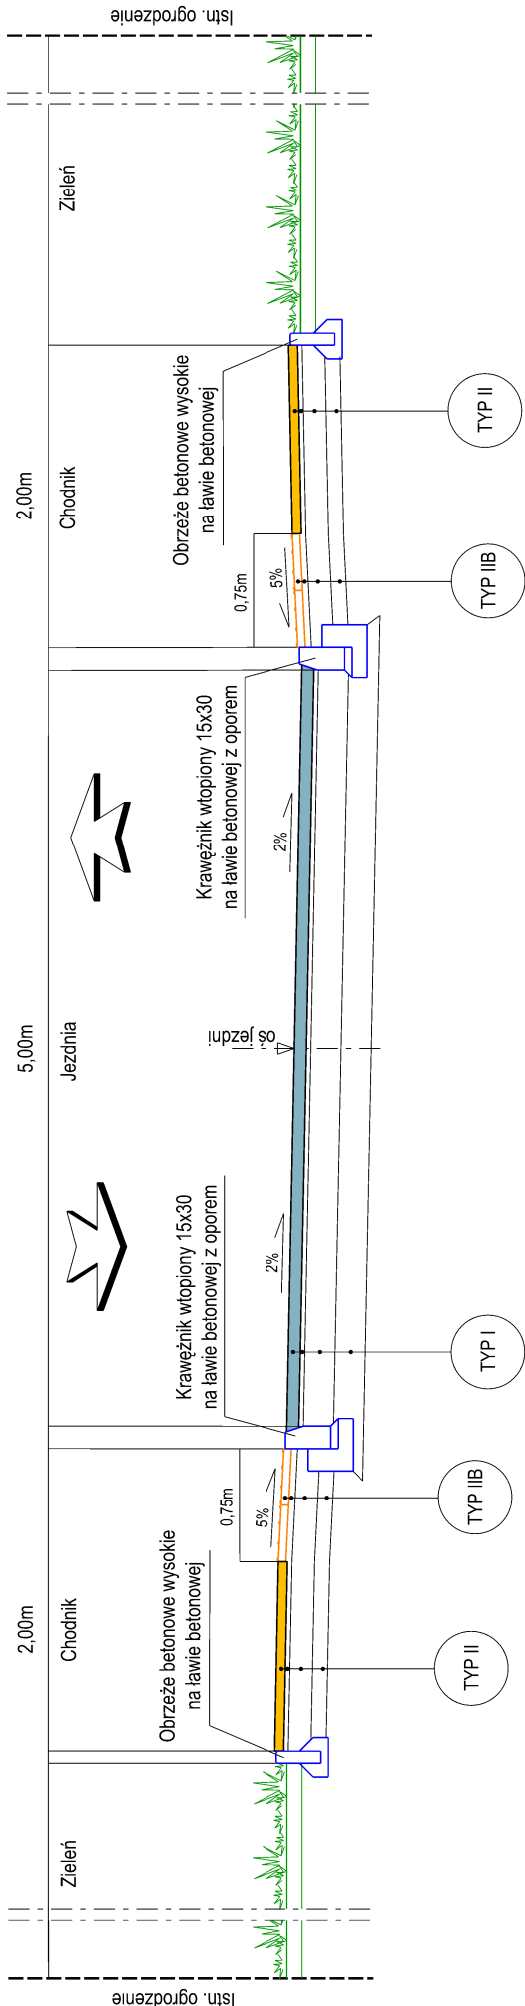 Istn. ogrodzenie
Zieleń
2,00m
Chodnik
Obrzeże betonowe wysokie
na ławie betonowej
0,75m
5%
TYP II
TYP IIB
Krawężnik wtopiony 15x30
na ławie betonowej z oporem
2%
5,00m
Jezdnia
oś jezdni
Krawężnik wtopiony 15x30
na ławie betonowej z oporem
2%
TYP I
0,75m
5%
TYP IIB
2,00m
Chodnik
Obrzeże betonowe wysokie
na ławie betonowej
TYP II
Zieleń
Istn. ogrodzenie